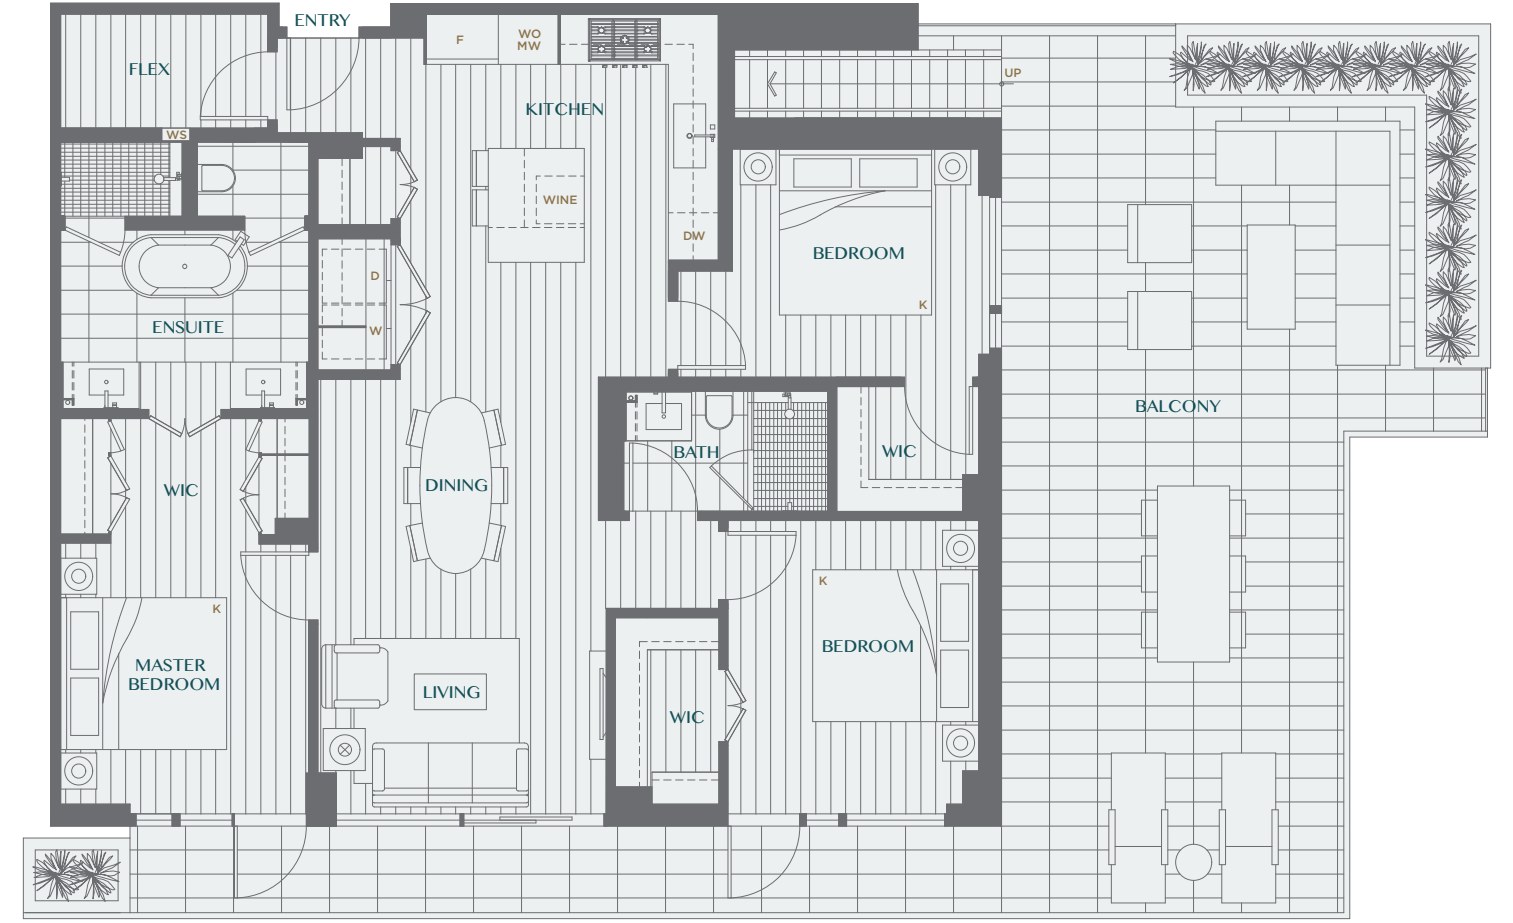 ENTRY
F
WO
MW
FLEX
UP
KITCHEN
WS
WINE
DW
BEDROOM
D
K
ENSUITE
W
BALCONY
BATH
WIC
DINING
WIC
K
K
BEDROOM
MASTER
BEDROOM
LIVING
WIC